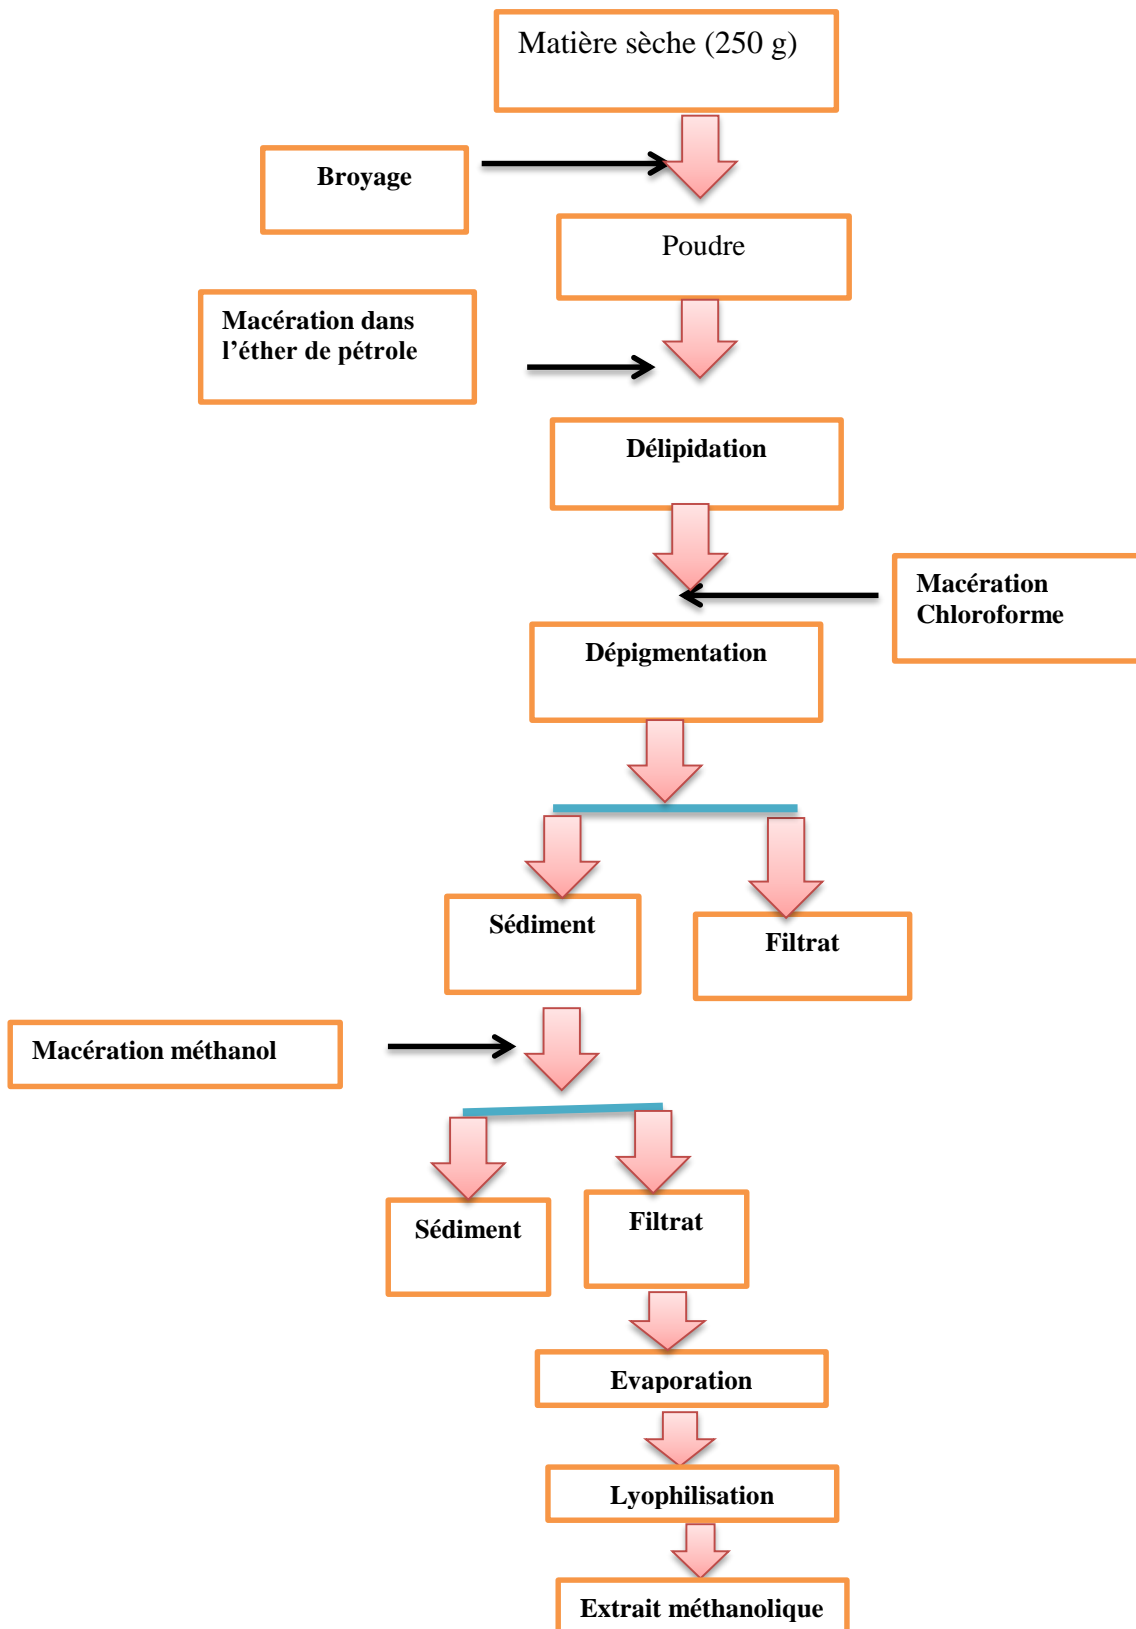 Matière sèche (250 g)
Broyage
Poudre
Macération dans
l'éther de pétrole
Délipidation
Macération
Chloroforme
Dépigmentation
Sédiment
Filtrat
Macération méthanol
Sédiment
Filtrat
Evaporation
Lyophilisation
Extrait méthanolique